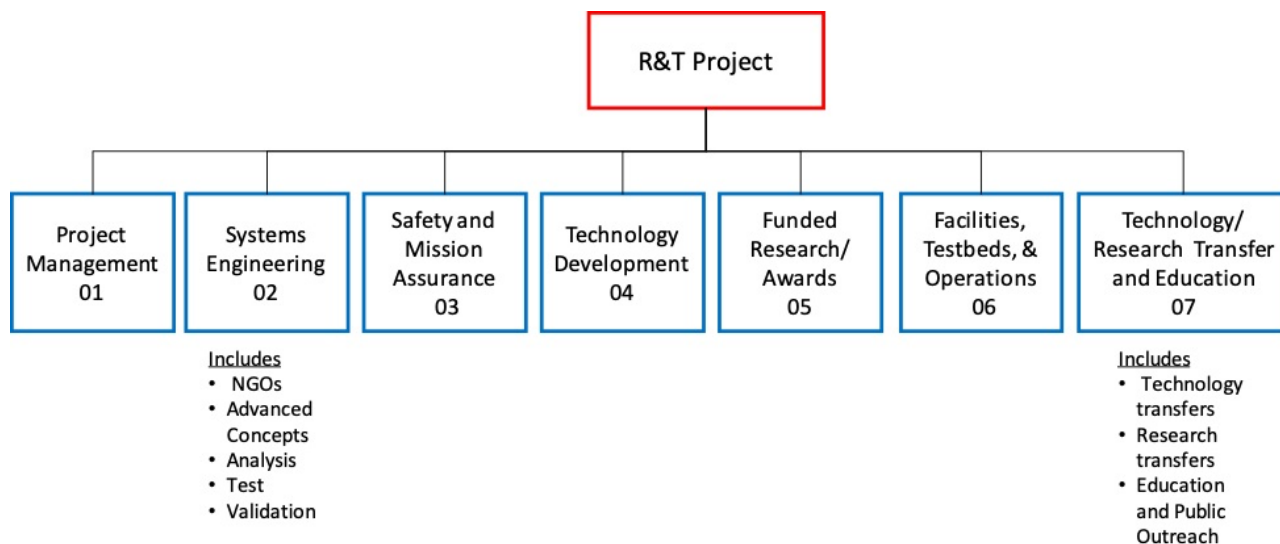 R&T Project
Project
Management
01
Systems
Engineering
02
Safety and
Mission
Assurance
03
Technology
Development
04
Funded
Research/
Awards
05
Facilities,
Testbeds, &
Operations
06
Technology/
Research Transfer
and Education
07
Includes
• NGOs
• Advanced
Concepts
• Analysis
• Test
• Validation
Includes
• Technology
transfers
• Research
transfers
• Education
and Public
Outreach